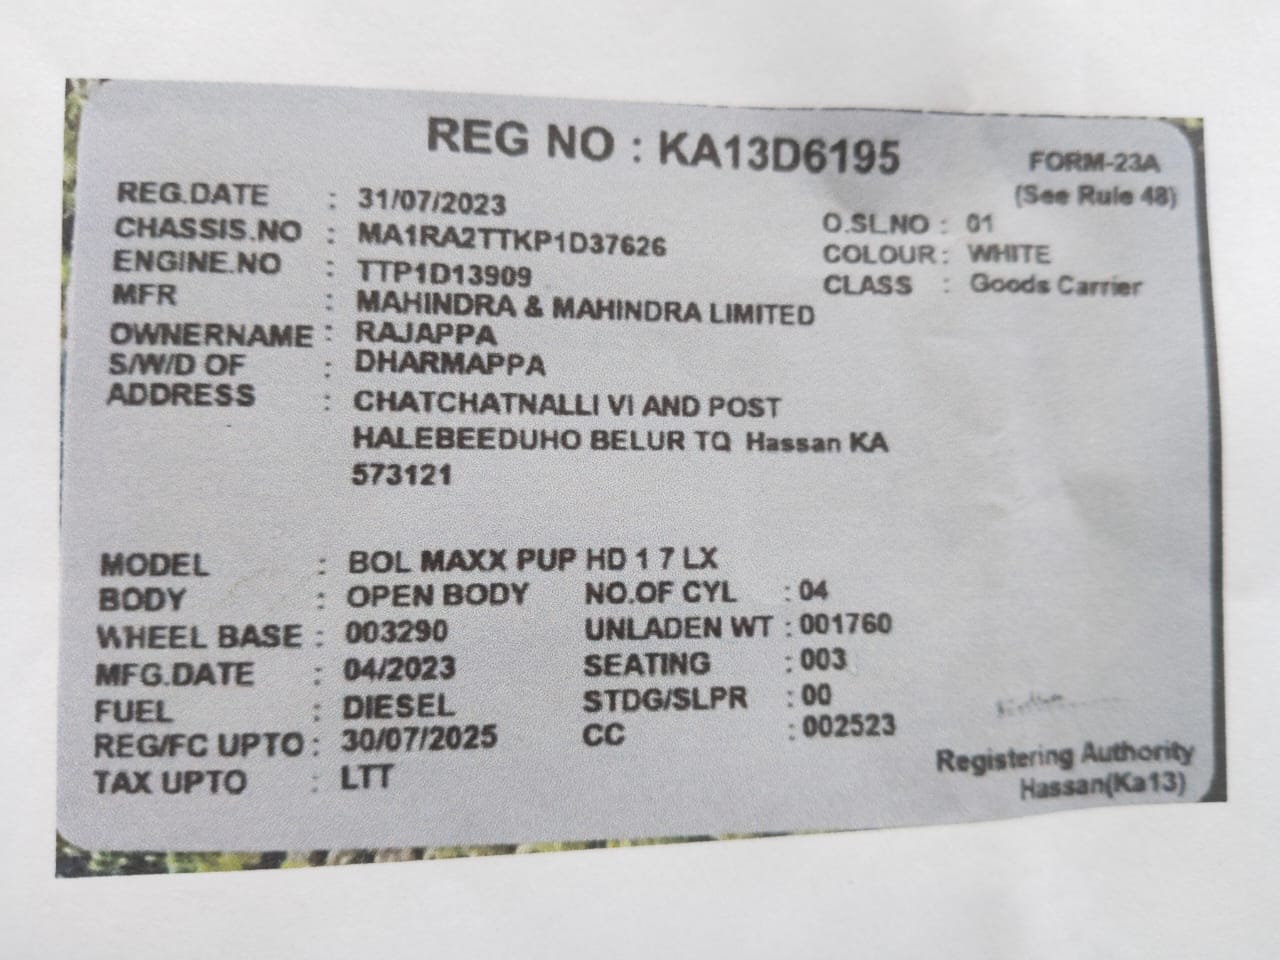 REG NO : KA13D6195
FORM-23A
(See Rule 48)
REG.DATE : 31/07/2023
CHASSIS.NO : MA1RA2TTKP1D37626
O.SL.NO : 01
ENGINE.NO : TTP1D13909
COLOUR : WHITE
MFR : MAHINDRA & MAHINDRA LIMITED
CLASS : Goods Carrier
OWNERNAME : RAJAPPA
S/W/D OF : DHARMAPPA
ADDRESS : CHATCHATNALLI VI AND POST
HALEBEEDUHO BELUR TQ Hassan KA
573121
MODEL : BOL MAXX PUP HD 1 7 LX
BODY : OPEN BODY NO.OF CYL : 04
WHEEL BASE : 003290 UNLADEN WT : 001760
MFG.DATE : 04/2023 SEATING : 003
FUEL : DIESEL STDG/SLPR : 00
REG/FC UPTO : 30/07/2025 CC : 002523
TAX UPTO : LTT
Registering Authority
Hassan(Ka13)